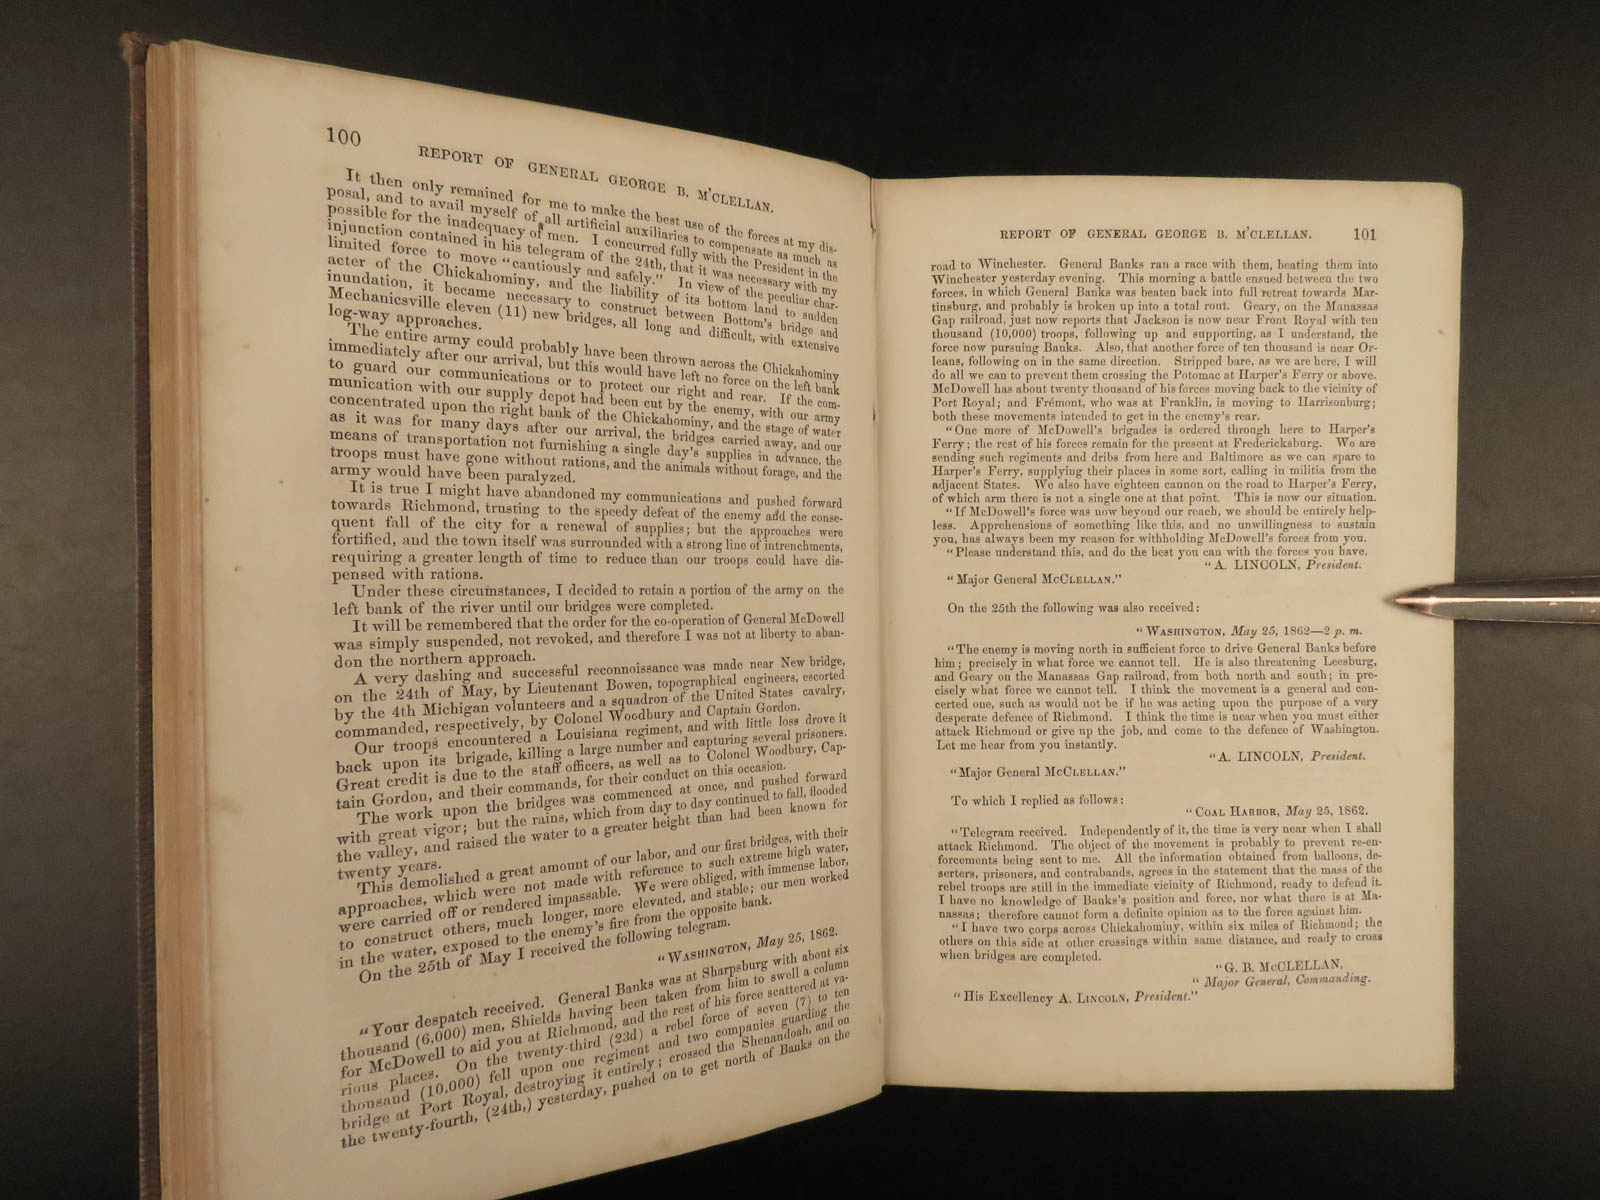 100
REPORT OF GENERAL GEORGE B. M'CLELLAN.
It then only remained for me to make the best use of the forces at my dis-
posal, and to avail myself of all artificial auxiliaries to compensate as much as
possible for the inadequacy of men. I concurred fully with the President in the
injunction contained in his telegram of the 24th, that it was necessary with my
limited force to move "cautiously and safely." In view of the peculiar char-
acter of the Chickahominy, and the liability of its bottom land to sudden
inundation, it became necessary to construct between Bottom's bridge and
Mechanicsville eleven (11) new bridges, all long and difficult, with extensive
log-way approaches.
The entire army could probably have been thrown across the Chickahominy
immediately after our arrival, but this would have left no force on the left bank
to guard our communications or to protect our right and rear. If the com-
munication with our supply depot had been cut by the enemy, with our army
concentrated upon the right bank of the Chickahominy, and the stage of water
as it was for many days after our arrival, the bridges carried away, and our
means of transportation not furnishing a single day's supplies in advance, the
troops must have gone without rations, and the animals without forage, and the
army would have been paralyzed.
It is true I might have abandoned my communications and pushed forward
towards Richmond, trusting to the speedy defeat of the enemy and the conse-
quent fall of the city for a renewal of supplies; but the approaches were
fortified, and the town itself was surrounded with a strong line of intrenchments,
requiring a greater length of time to reduce than our troops could have dis-
pensed with rations.
Under these circumstances, I decided to retain a portion of the army on the
left bank of the river until our bridges were completed.
It will be remembered that the order for the co-operation of General McDowell
was simply suspended, not revoked, and therefore I was not at liberty to aban-
don the northern approach.
A very dashing and successful reconnoissance was made near New bridge,
on the 24th of May, by Lieutenant Bowen, topographical engineers, escorted
by the 4th Michigan volunteers and a squadron of the United States cavalry,
commanded, respectively, by Colonel Woodbury and Captain Gordon.
Our troops encountered a Louisiana regiment, and with little loss drove it
back upon its brigade, killing a large number and capturing several prisoners.
Great credit is due to the staff officers, as well as to Colonel Woodbury, Cap-
tain Gordon, and their commands, for their conduct on this occasion.
The work upon the bridges was commenced at once, and pushed forward
with great vigor; but the rains, which from day to day continued to fall, flooded
the valley, and raised the water to a greater height than had been known for
twenty years.
This demolished a great amount of our labor, and our first bridges, with their
approaches, which were not made with reference to such extreme high water,
were carried off or rendered impassable. We were obliged, with immense labor,
to construct others, much longer, more elevated, and stable; our men worked
in the water, exposed to the enemy's fire from the opposite bank.
On the 25th of May I received the following telegram.
"WASHINGTON, May 25, 1862.
"Your despatch received. General Banks was at Sharpsburg with about six
thousand (6,000) men, Shields having been taken from him to swell a column
for McDowell to aid you at Richmond, and the rest of his force scattered at va-
rious places. On the twenty-third (23d) a rebel force of seven (7) to ten
thousand (10,000) fell upon one regiment and two companies guarding the
bridge at Port Royal, destroying it entirely; crossed the Shenandoah, and on
the twenty-fourth, (24th,) yesterday, pushed on to get north of Banks on the
REPORT OF GENERAL GEORGE B. M'CLELLAN. 101
road to Winchester. General Banks ran a race with them, beating them into
Winchester yesterday evening. This morning a battle ensued between the two
forces, in which General Banks was beaten back into full retreat towards Mar-
tinsburg, and probably is broken up into a total rout. Geary, on the Manassas
Gap railroad, just now reports that Jackson is now near Front Royal with ten
thousand (10,000) troops, following up and supporting, as I understand, the
force now pursuing Banks. Also, that another force of ten thousand is near Or-
leans, following on in the same direction. Stripped bare, as we are here, I will
do all we can to prevent them crossing the Potomac at Harper's Ferry or above.
McDowell has about twenty thousand of his forces moving back to the vicinity of
Port Royal; and Frémont, who was at Franklin, is moving to Harrisonburg;
both these movements intended to get in the enemy's rear.
"One more of McDowell's brigades is ordered through here to Harper's
Ferry; the rest of his forces remain for the present at Fredericksburg. We are
sending such regiments and dribs from here and Baltimore as we can spare to
Harper's Ferry, supplying their places in some sort, calling in militia from the
adjacent States. We also have eighteen cannon on the road to Harper's Ferry,
of which arm there is not a single one at that point. This is now our situation.
"If McDowell's force was now beyond our reach, we should be entirely help-
less. Apprehensions of something like this, and no unwillingness to sustain
you, has always been my reason for withholding McDowell's forces from you.
"Please understand this, and do the best you can with the forces you have.
"A. LINCOLN, President.
"Major General McCLELLAN."
On the 25th the following was also received:
"WASHINGTON, May 25, 1862—2 p. m.
"The enemy is moving north in sufficient force to drive General Banks before
him; precisely in what force we cannot tell. He is also threatening Leesburg,
and Geary on the Manassas Gap railroad, from both north and south; in pre-
cisely what force we cannot tell. I think the movement is a general and con-
certed one, such as would not be if he was acting upon the purpose of a very
desperate defence of Richmond. I think the time is near when you must either
attack Richmond or give up the job, and come to the defence of Washington.
Let me hear from you instantly.
"A. LINCOLN, President.
"Major General McCLELLAN."
To which I replied as follows:
"COAL HARBOR, May 25, 1862.
"Telegram received. Independently of it, the time is very near when I shall
attack Richmond. The object of the movement is probably to prevent re-en-
forcements being sent to me. All the information obtained from balloons, de-
serters, prisoners, and contrabands, agrees in the statement that the mass of the
rebel troops are still in the immediate vicinity of Richmond, ready to defend it.
I have no knowledge of Banks's position and force, nor what there is at Ma-
nassas; therefore cannot form a definite opinion as to the force against him.
"I have two corps across Chickahominy, within six miles of Richmond; the
others on this side at other crossings within same distance, and ready to cross
when bridges are completed.
"G. B. McCLELLAN,
"Major General, Commanding.
"His Excellency A. LINCOLN, President."